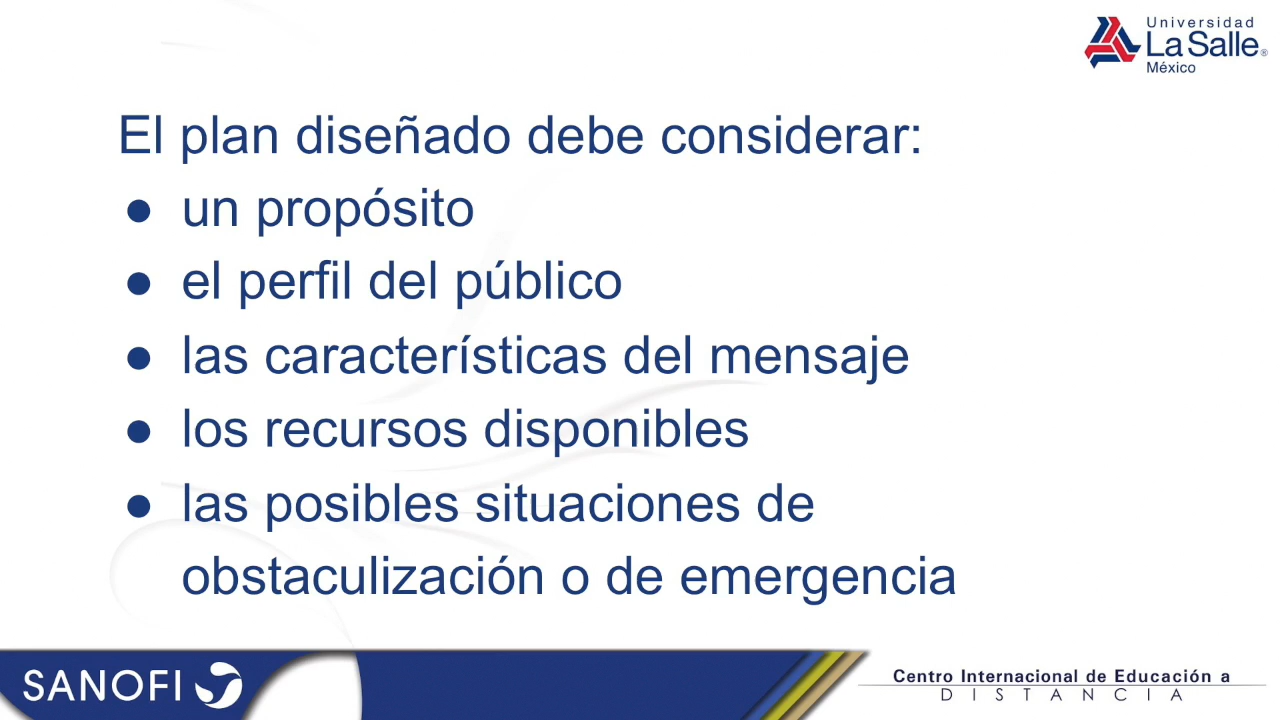 Universidad
La Salle®
México
El plan diseñado debe considerar:
● un propósito
● el perfil del público
● las características del mensaje
● los recursos disponibles
● las posibles situaciones de
obstaculización o de emergencia
SANOFI
Centro Internacional de Educación a
DISTANCIA